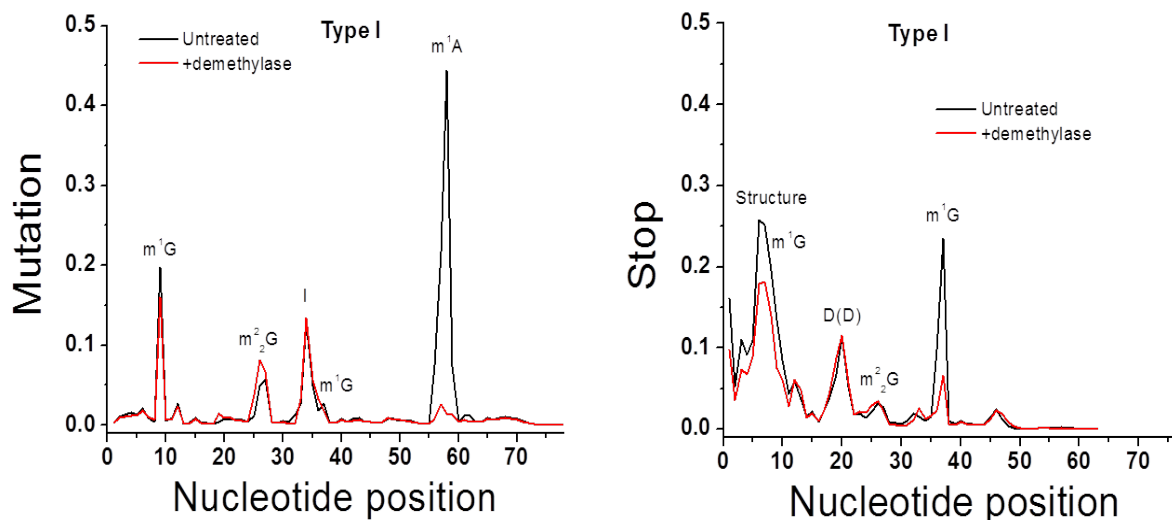 Type I
Untreated
+demethylase
m¹A
m¹G
m²₂G
I
m¹G
Mutation
0.5
0.4
0.3
0.2
0.1
0.0
0 10 20 30 40 50 60 70
Nucleotide position
Type I
Untreated
+demethylase
Structure
m¹G
m¹G
D(D)
m²₂G
Stop
0.5
0.4
0.3
0.2
0.1
0.0
0 10 20 30 40 50 60 70
Nucleotide position